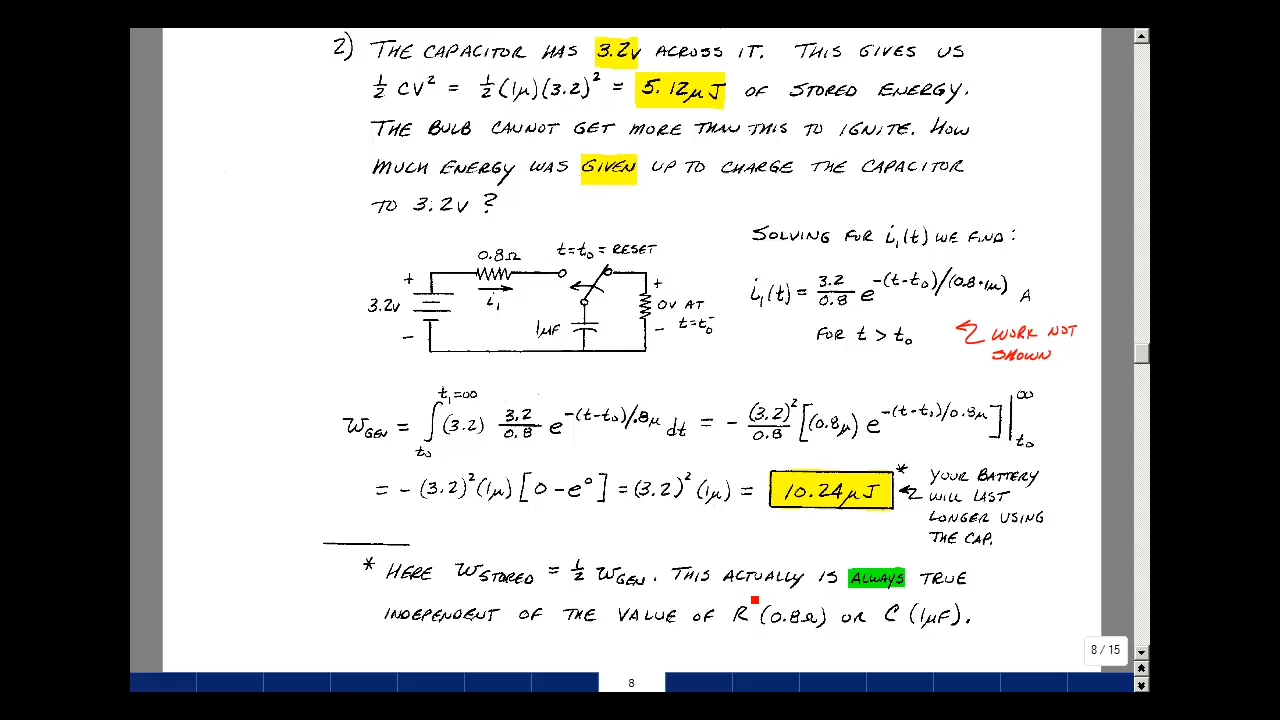 2) THE CAPACITOR HAS 3.2V ACROSS IT. THIS GIVES US
½ CV² = ½ (1μ)(3.2)² = 5.12μJ OF STORED ENERGY.
THE BULB CANNOT GET MORE THAN THIS TO IGNITE. HOW
MUCH ENERGY WAS GIVEN UP TO CHARGE THE CAPACITOR
TO 3.2V?
SOLVING FOR i₁(t) WE FIND:
t=t₀ = RESET
0.8Ω
i₁(t) = 3.2/0.8 e^-(t-t₀)/(0.8·1μ) A
+
+
i₁
3.2V
0V AT
t=t₀⁻
1μF
−
−
FOR t > t₀
WORK NOT
SHOWN
W_GEN = ∫_t₀^t₁=∞ (3.2) 3.2/0.8 e^-(t-t₀)/.8μ dt = - (3.2)²/0.8 [(0.8μ) e^-(t-t₀)/0.8μ] |_t₀^∞
= -(3.2)²(1μ)[0-e⁰] = (3.2)²(1μ) = 10.24μJ *
YOUR BATTERY
WILL LAST
LONGER USING
THE CAP.
* HERE W_STORED = ½ W_GEN. THIS ACTUALLY IS ALWAYS TRUE
INDEPENDENT OF THE VALUE OF R (0.8Ω) OR C (1μF).
8 / 15
8